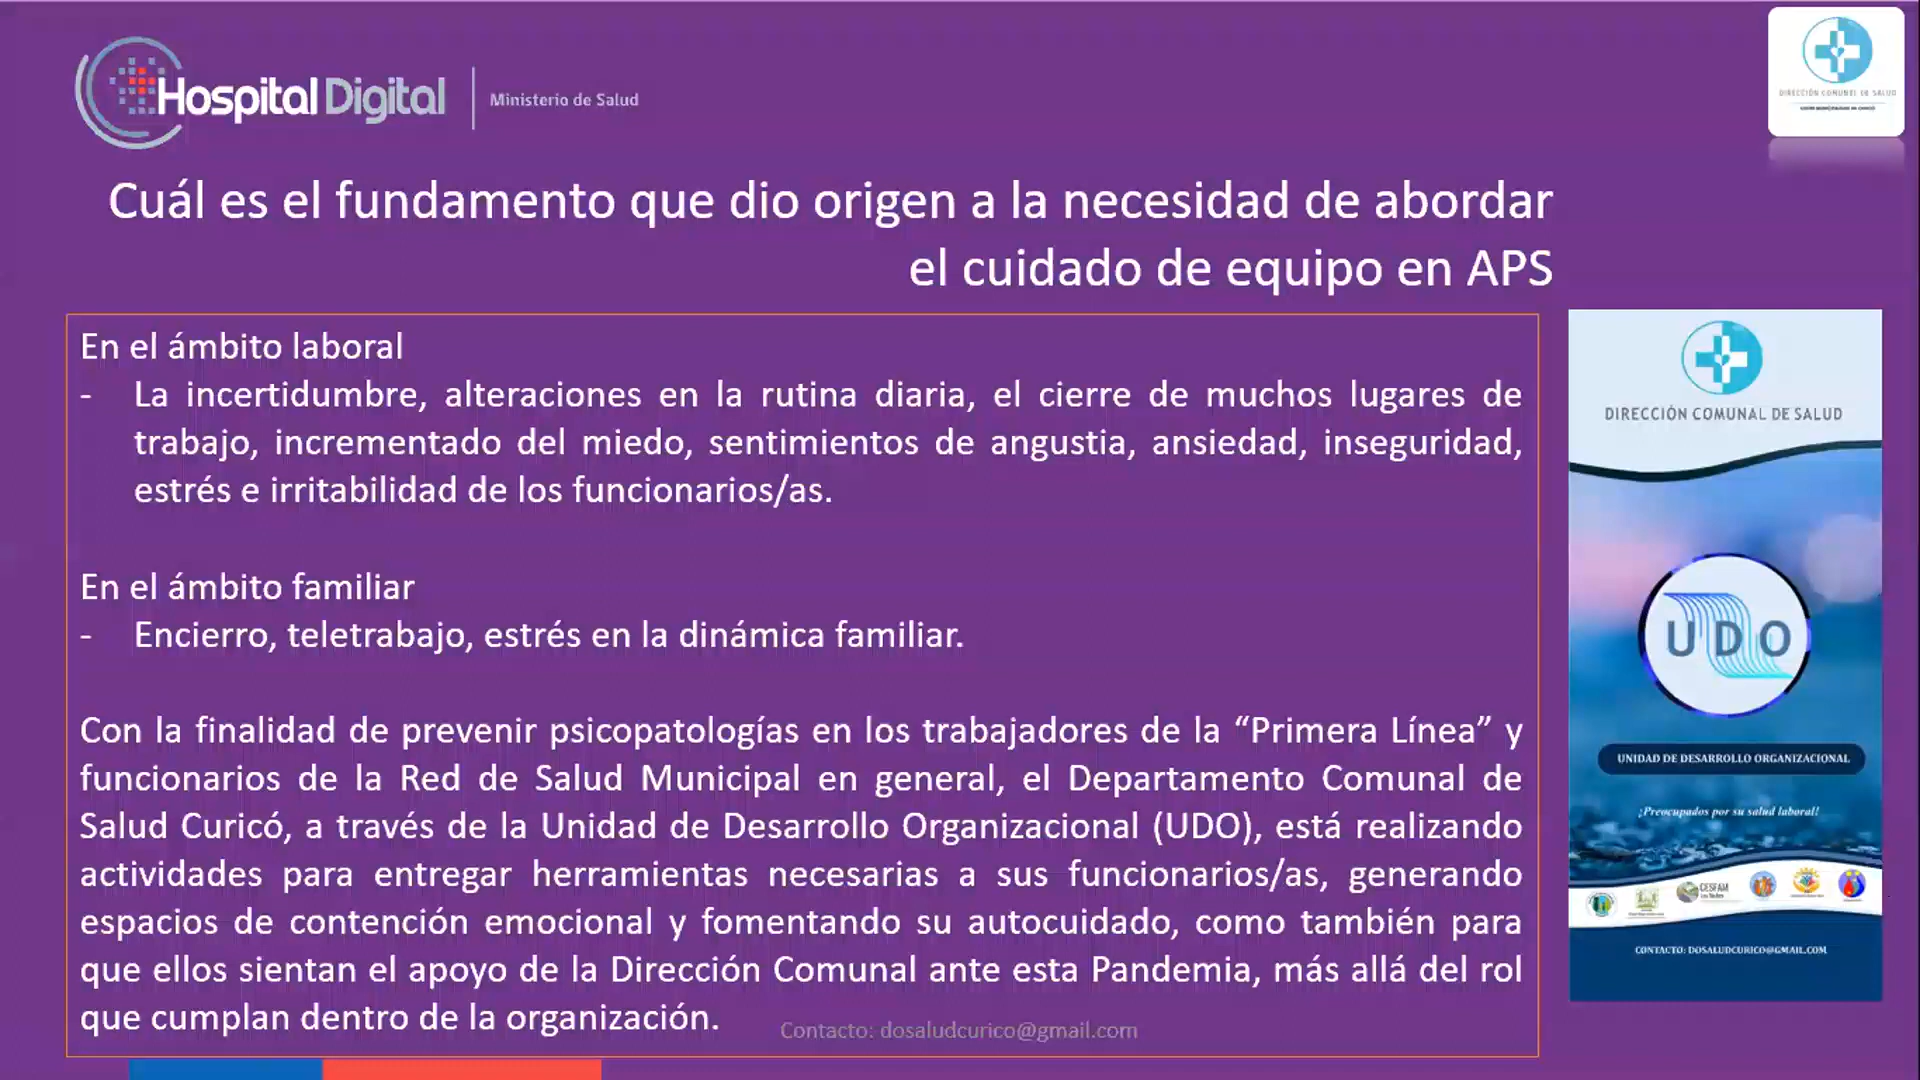 Hospital Digital
Ministerio de Salud
DIRECCIÓN COMUNAL DE SALUD
Cuál es el fundamento que dio origen a la necesidad de abordar
el cuidado de equipo en APS
En el ámbito laboral
- La incertidumbre, alteraciones en la rutina diaria, el cierre de muchos lugares de
trabajo, incrementado del miedo, sentimientos de angustia, ansiedad, inseguridad,
estrés e irritabilidad de los funcionarios/as.
En el ámbito familiar
- Encierro, teletrabajo, estrés en la dinámica familiar.
Con la finalidad de prevenir psicopatologías en los trabajadores de la “Primera Línea” y
funcionarios de la Red de Salud Municipal en general, el Departamento Comunal de
Salud Curicó, a través de la Unidad de Desarrollo Organizacional (UDO), está realizando
actividades para entregar herramientas necesarias a sus funcionarios/as, generando
espacios de contención emocional y fomentando su autocuidado, como también para
que ellos sientan el apoyo de la Dirección Comunal ante esta Pandemia, más allá del rol
que cumplan dentro de la organización.
Contacto: dosaludcurico@gmail.com
DIRECCIÓN COMUNAL DE SALUD
UDO
UNIDAD DE DESARROLLO ORGANIZACIONAL
¡Preocupados por su salud laboral!
CESFAM
CONTACTO: DOSALUDCURICO@GMAIL.COM